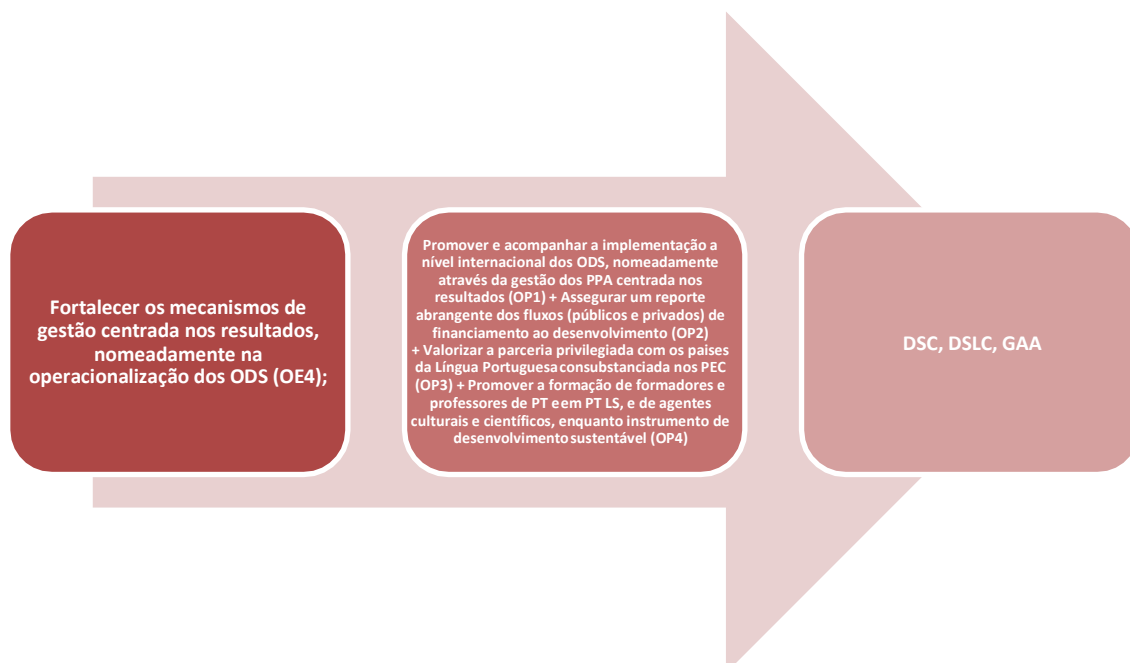 Fortalecer os mecanismos de
gestão centrada nos resultados,
nomeadamente na
operacionalização dos ODS (OE4);
Promover e acompanhar a implementação a
nível internacional dos ODS, nomeadamente
através da gestão dos PPA centrada nos
resultados (OP1) + Assegurar um reporte
abrangente dos fluxos (públicos e privados) de
financiamento ao desenvolvimento (OP2)
+ Valorizar a parceria privilegiada com os paises
da Língua Portuguesa consubstanciada nos PEC
(OP3) + Promover a formação de formadores e
professores de PT e em PT LS, e de agentes
culturais e científicos, enquanto instrumento de
desenvolvimento sustentável (OP4)
DSC, DSLC, GAA